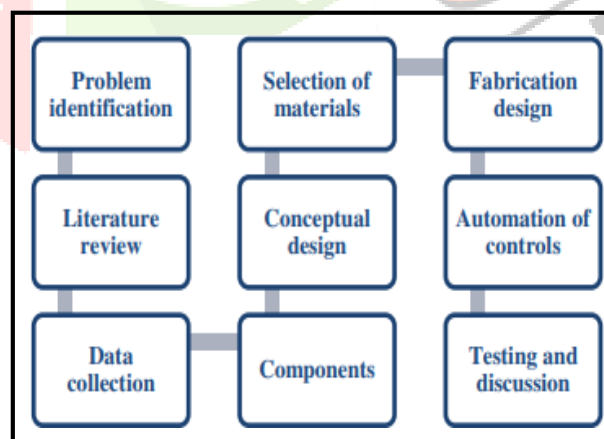 Problem
identification
Literature
review
Data
collection
Components
Conceptual
design
Selection of
materials
Fabrication
design
Automation of
controls
Testing and
discussion